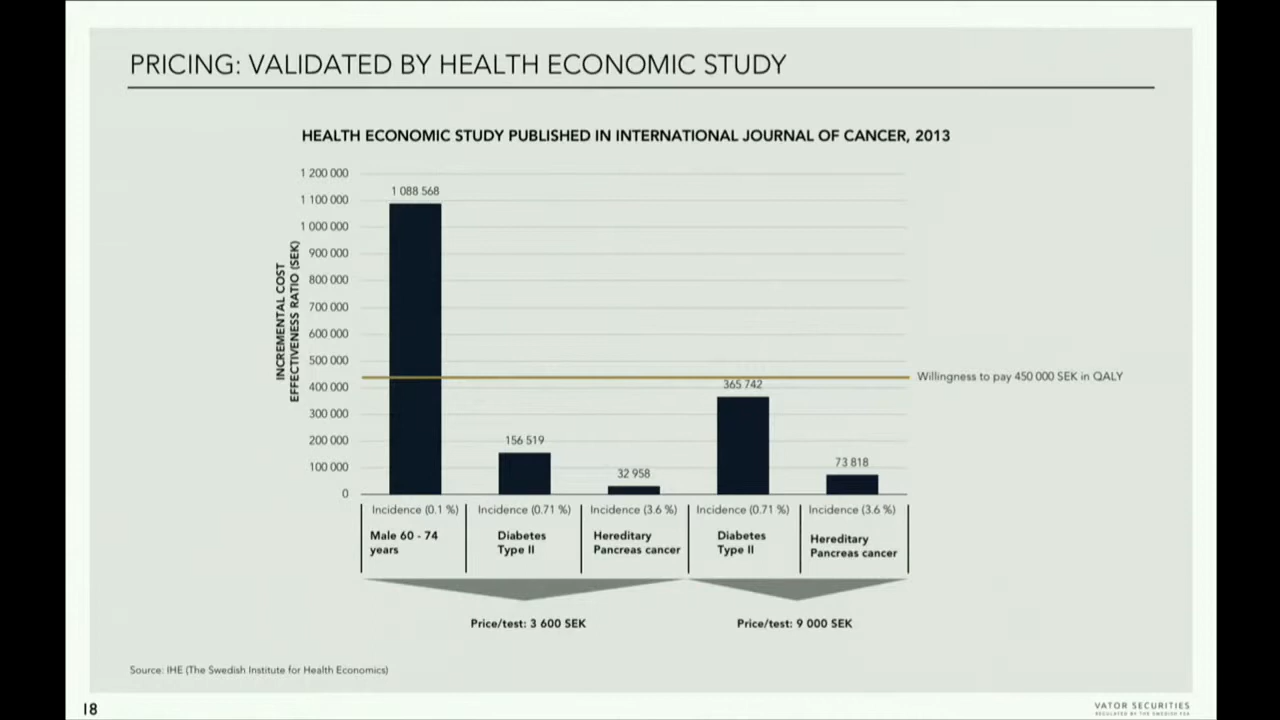 PRICING: VALIDATED BY HEALTH ECONOMIC STUDY
HEALTH ECONOMIC STUDY PUBLISHED IN INTERNATIONAL JOURNAL OF CANCER, 2013
INCREMENTAL COST
EFFECTIVENESS RATIO (SEK)
1 200 000
1 100 000
1 000 000
900 000
800 000
700 000
600 000
500 000
400 000
300 000
200 000
100 000
0
1 088 568
156 519
32 958
365 742
73 818
Willingness to pay 450 000 SEK in QALY
Incidence (0.1 %)
Male 60 - 74
years
Incidence (0.71 %)
Diabetes
Type II
Incidence (3.6 %)
Hereditary
Pancreas cancer
Incidence (0.71 %)
Diabetes
Type II
Incidence (3.6 %)
Hereditary
Pancreas cancer
Price/test: 3 600 SEK
Price/test: 9 000 SEK
Source: IHE (The Swedish Institute for Health Economics)
18
VATOR SECURITIES
REGULATED BY THE SWEDISH FSA